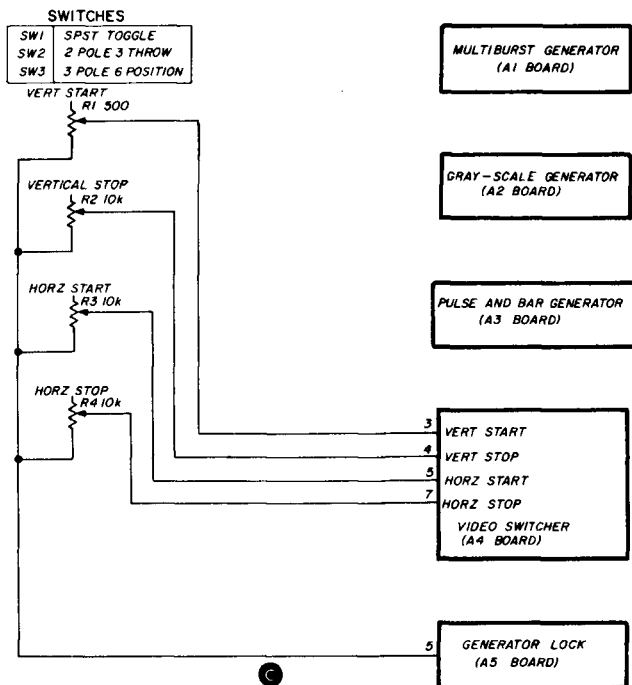 SWITCHES
SW1 SPST TOGGLE
SW2 2 POLE 3 THROW
SW3 3 POLE 6 POSITION
VERT START
R1 500
VERTICAL STOP
R2 10k
HORZ START
R3 10k
HORZ STOP
R4 10k
MULTIBURST GENERATOR
(A1 BOARD)
GRAY-SCALE GENERATOR
(A2 BOARD)
PULSE AND BAR GENERATOR
(A3 BOARD)
3 VERT START
4 VERT STOP
5 HORZ START
7 HORZ STOP
VIDEO SWITCHER
(A4 BOARD)
5 GENERATOR LOCK
(A5 BOARD)
C